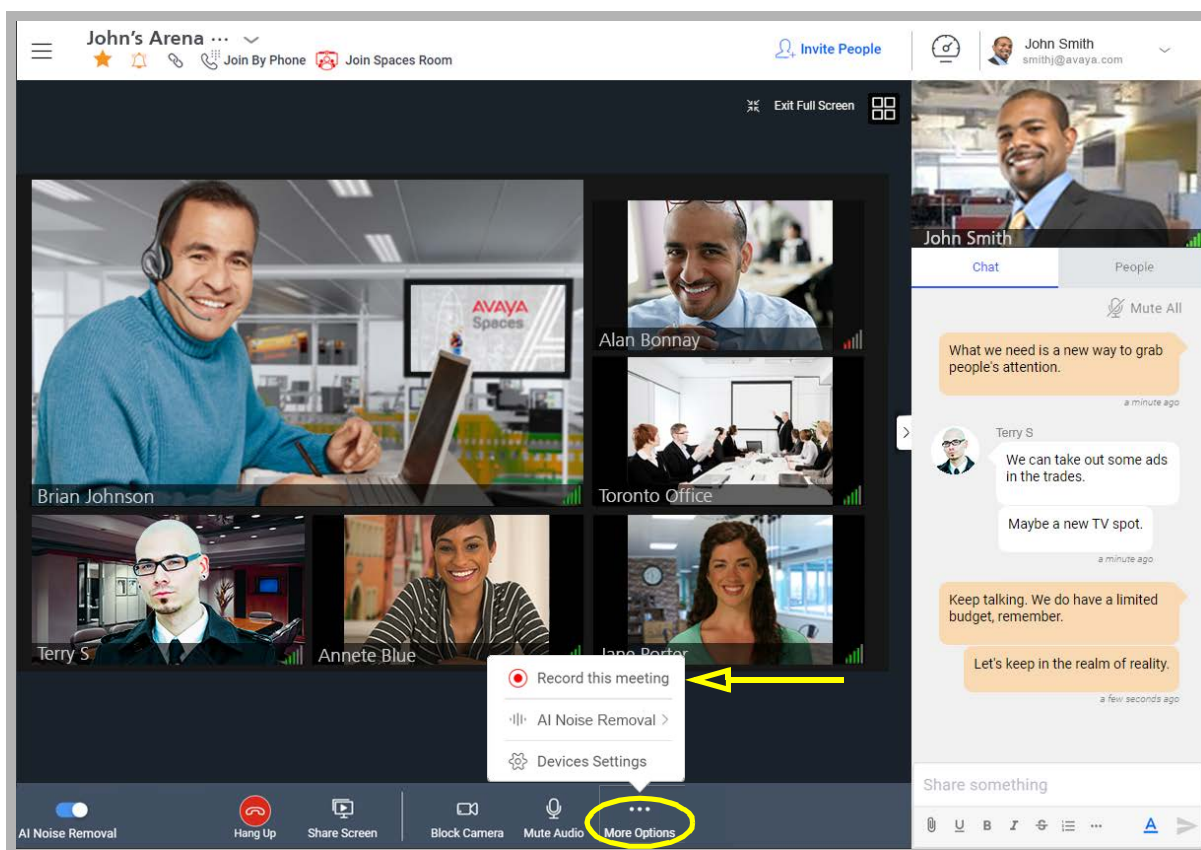 John's Arena ...
Join By Phone
Join Spaces Room
Invite People
John Smith
smithj@avaya.com
Exit Full Screen
AVAYA
Spaces
Brian Johnson
Alan Bonnay
Toronto Office
Terry S
Annete Blue
Jane Porter
John Smith
Chat
People
Mute All
What we need is a new way to grab
people's attention.
a minute ago
Terry S
We can take out some ads
in the trades.
Maybe a new TV spot.
a minute ago
Keep talking. We do have a limited
budget, remember.
Let's keep in the realm of reality.
a few seconds ago
Share something
U B I S ... A
Record this meeting
AI Noise Removal >
Devices Settings
AI Noise Removal
Hang Up
Share Screen
Block Camera
Mute Audio
More Options